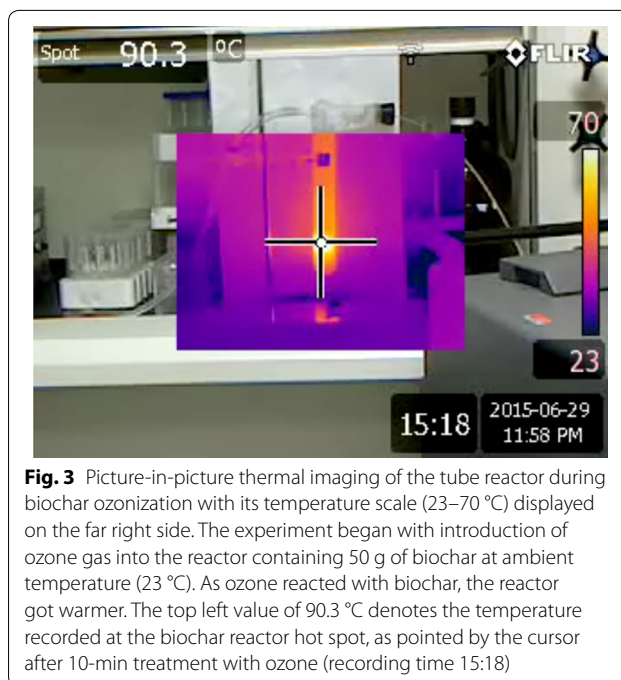 Spot 90.3 °C
FLIR
70
23
15:18
2015-06-29
11:58 PM
Fig. 3 Picture-in-picture thermal imaging of the tube reactor during
biochar ozonization with its temperature scale (23–70 °C) displayed
on the far right side. The experiment began with introduction of
ozone gas into the reactor containing 50 g of biochar at ambient
temperature (23 °C). As ozone reacted with biochar, the reactor
got warmer. The top left value of 90.3 °C denotes the temperature
recorded at the biochar reactor hot spot, as pointed by the cursor
after 10-min treatment with ozone (recording time 15:18)